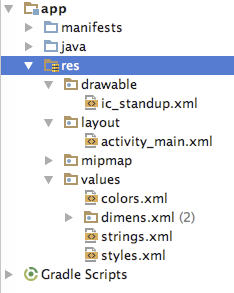 app
manifests
java
res
drawable
ic_standup.xml
layout
activity_main.xml
mipmap
values
colors.xml
dimens.xml (2)
strings.xml
styles.xml
Gradle Scripts